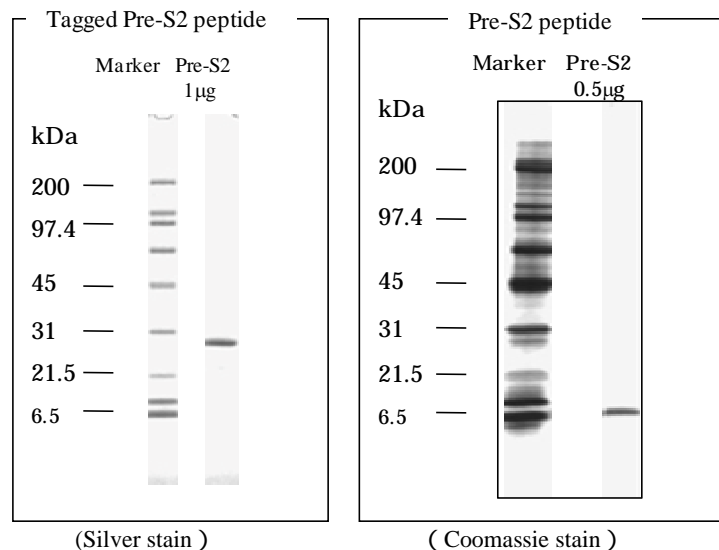 Tagged Pre-S2 peptide
Marker Pre-S2
1µg
kDa
200
97.4
45
31
21.5
6.5
(Silver stain )
Pre-S2 peptide
Marker Pre-S2
0.5µg
kDa
200
97.4
45
31
21.5
6.5
( Coomassie stain )